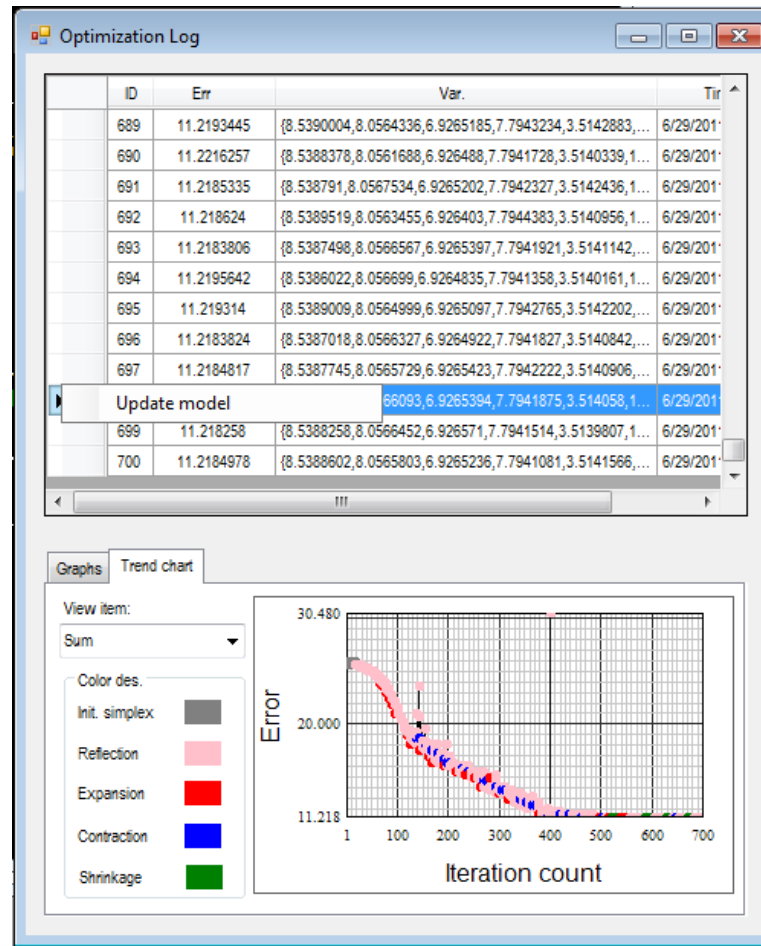 Optimization Log
ID Err Var. Tir
689 11.2193445 {8.5390004,8.0564336,6.9265185,7.7943234,3.5142883,... 6/29/201
690 11.2216257 {8.5388378,8.0561688,6.926488,7.7941728,3.5140339,1... 6/29/201
691 11.2185335 {8.538791,8.0567534,6.9265202,7.7942327,3.5142436,1... 6/29/201
692 11.218624 {8.5389519,8.0563455,6.926403,7.7944383,3.5140956,1... 6/29/201
693 11.2183806 {8.5387498,8.0566567,6.9265397,7.7941921,3.5141142,... 6/29/201
694 11.2195642 {8.5386022,8.056699,6.9264835,7.7941358,3.5140161,1... 6/29/201
695 11.219314 {8.5389009,8.0564999,6.9265097,7.7942765,3.5142202,... 6/29/201
696 11.2183824 {8.5387018,8.0566327,6.9264922,7.7941827,3.5140842,... 6/29/201
697 11.2184817 {8.5387745,8.0565729,6.9265423,7.7942222,3.5140906,... 6/29/201
Update model 66093,6.9265394,7.7941875,3.514058,1... 6/29/201
699 11.218258 {8.5388258,8.0566452,6.926571,7.7941514,3.5139807,1... 6/29/201
700 11.2184978 {8.5388602,8.0565803,6.9265236,7.7941081,3.5141566,... 6/29/201
Graphs Trend chart
View item:
Sum
Color des.
Init. simplex
Reflection
Expansion
Contraction
Shrinkage
30.480
20.000
11.218
Error
1 100 200 300 400 500 600 700
Iteration count